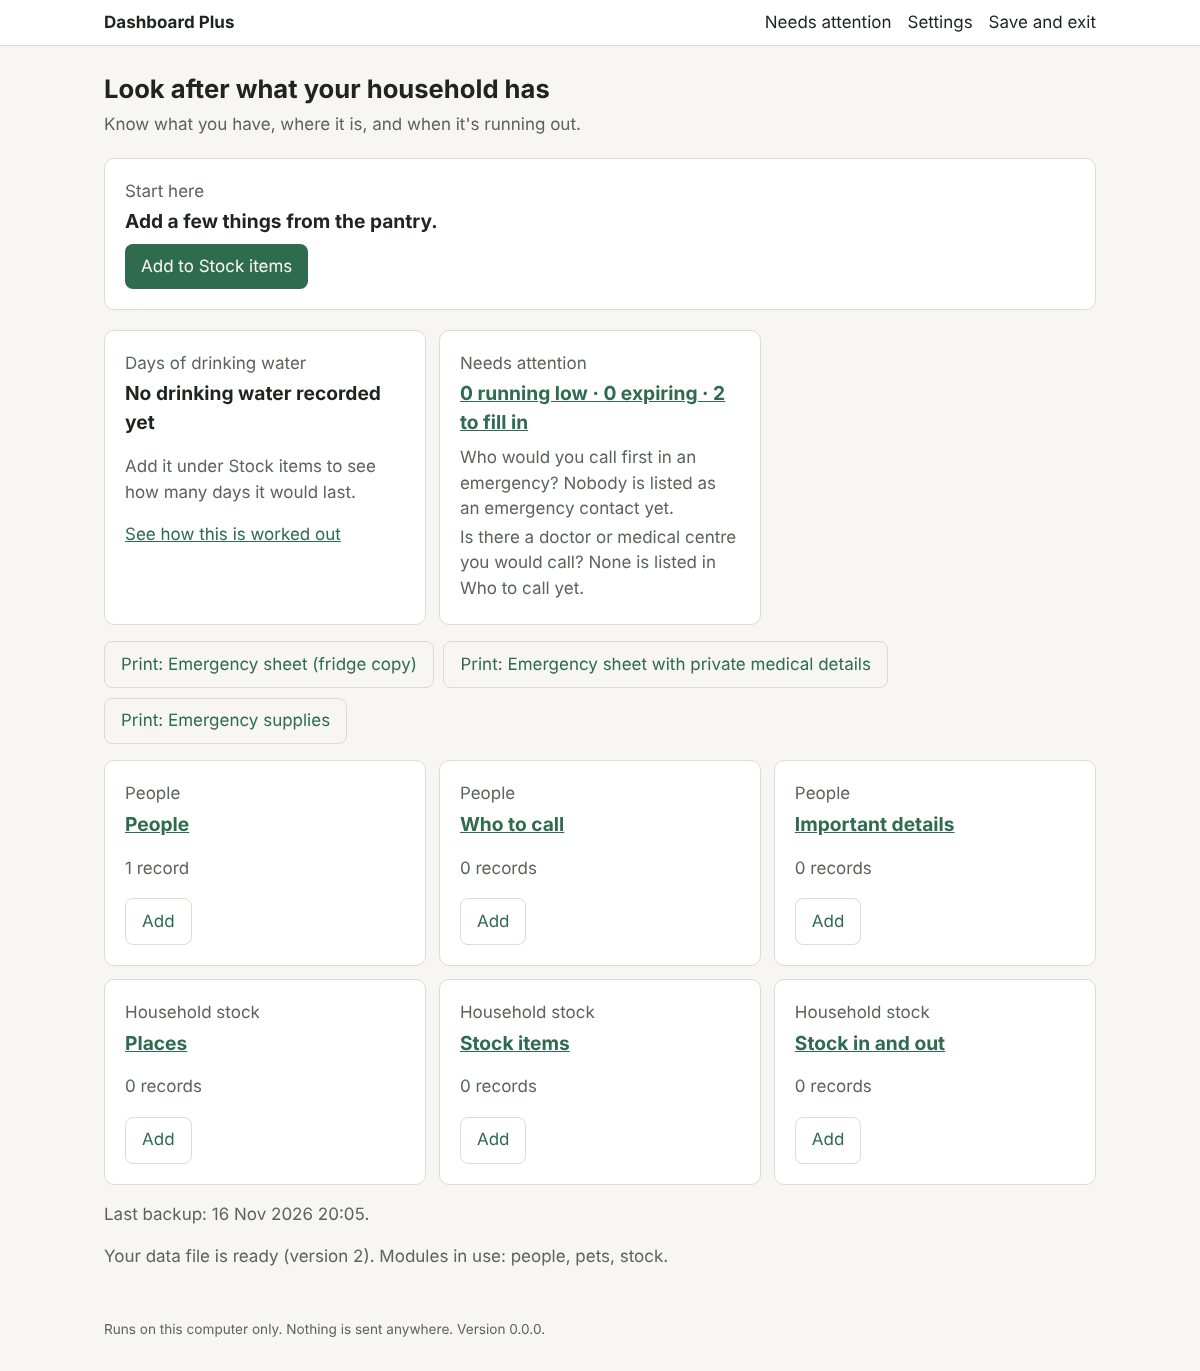 Dashboard Plus
Needs attention Settings Save and exit
Look after what your household has
Know what you have, where it is, and when it's running out.
Start here
Add a few things from the pantry.
Add to Stock items
Days of drinking water
No drinking water recorded
yet
Add it under Stock items to see
how many days it would last.
See how this is worked out
Needs attention
0 running low · 0 expiring · 2
to fill in
Who would you call first in an
emergency? Nobody is listed as
an emergency contact yet.
Is there a doctor or medical centre
you would call? None is listed in
Who to call yet.
Print: Emergency sheet (fridge copy)
Print: Emergency sheet with private medical details
Print: Emergency supplies
People
People
1 record
Add
People
Who to call
0 records
Add
People
Important details
0 records
Add
Household stock
Places
0 records
Add
Household stock
Stock items
0 records
Add
Household stock
Stock in and out
0 records
Add
Last backup: 16 Nov 2026 20:05.
Your data file is ready (version 2). Modules in use: people, pets, stock.
Runs on this computer only. Nothing is sent anywhere. Version 0.0.0.